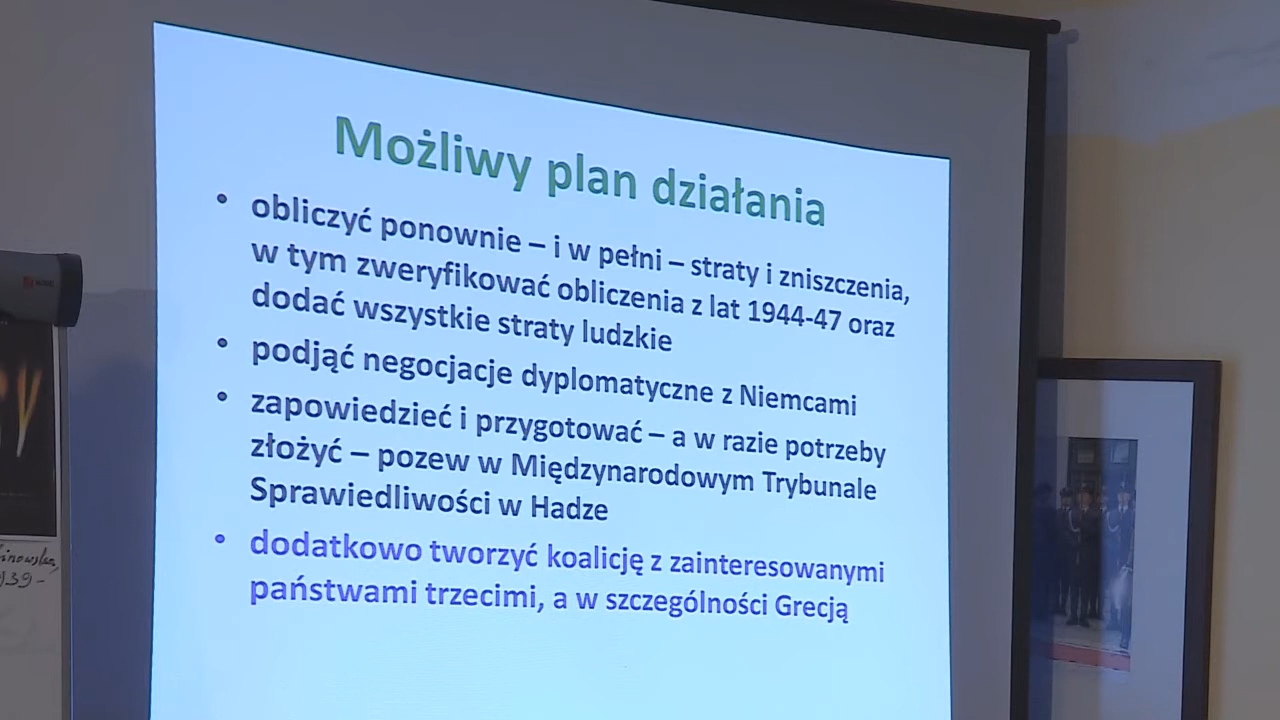 Możliwy plan działania
• obliczyć ponownie – i w pełni – straty i zniszczenia,
w tym zweryfikować obliczenia z lat 1944-47 oraz
dodać wszystkie straty ludzkie
• podjąć negocjacje dyplomatyczne z Niemcami
• zapowiedzieć i przygotować – a w razie potrzeby
złożyć – pozew w Międzynarodowym Trybunale
Sprawiedliwości w Hadze
• dodatkowo tworzyć koalicję z zainteresowanymi
państwami trzecimi, a w szczególności Grecją